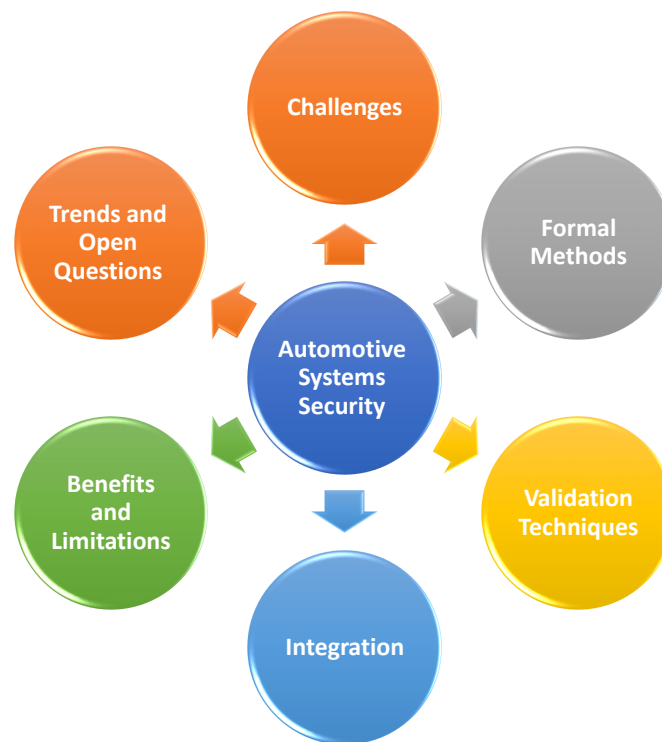 Challenges
Trends and
Open
Questions
Formal
Methods
Automotive
Systems
Security
Benefits
and
Limitations
Validation
Techniques
Integration